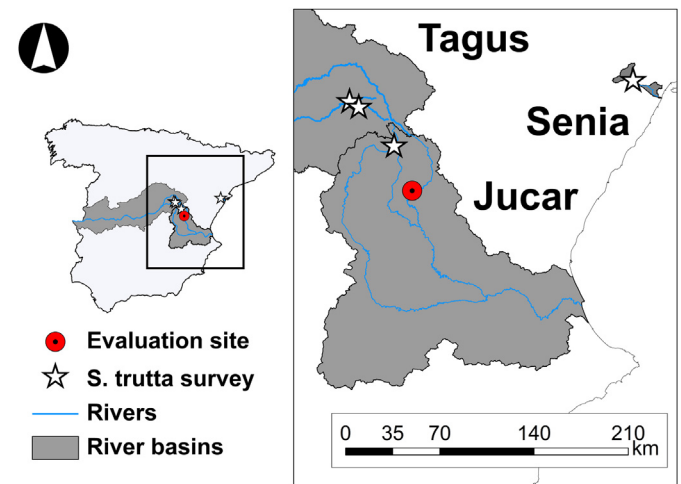 Tagus
Senia
Jucar
Evaluation site
S. trutta survey
Rivers
River basins
0 35 70 140 210
km